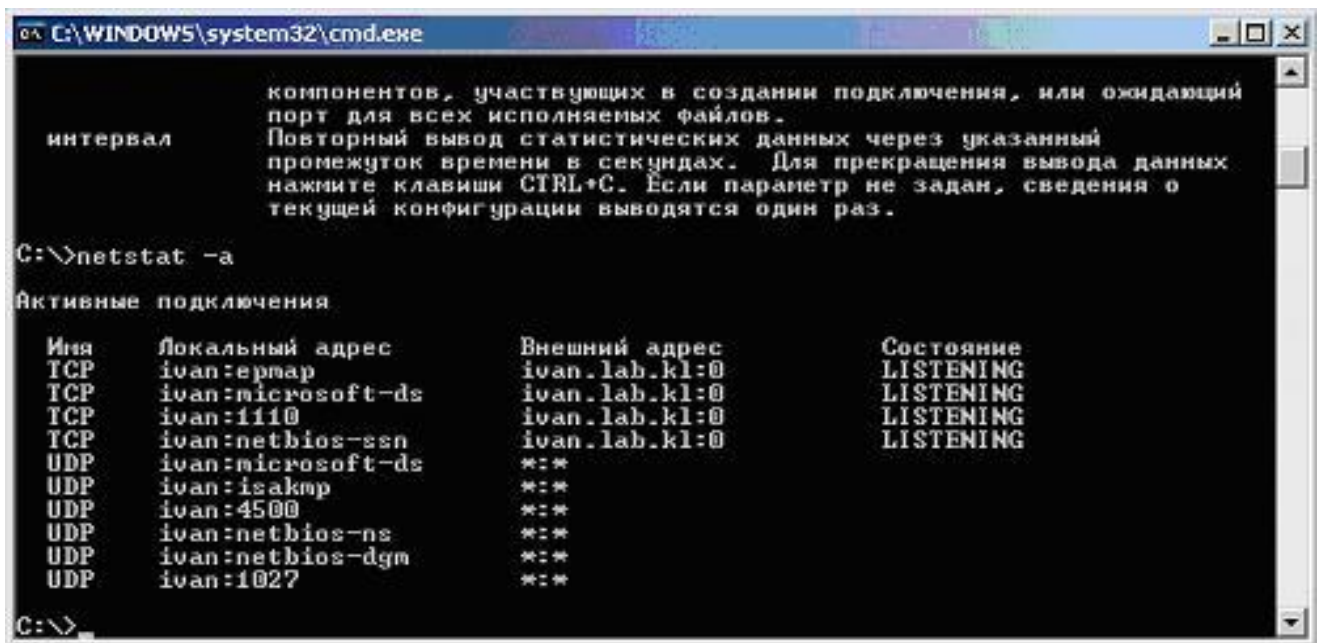 C:\WINDOWS\system32\cmd.exe
компонентов, участвующих в создании подключения, или ожидающий
порт для всех исполняемых файлов.
интервал Повторный вывод статистических данных через указанный
промежуток времени в секундах. Для прекращения вывода данных
нажмите клавиши CTRL+C. Если параметр не задан, сведения о
текущей конфигурации выводятся один раз.
C:\>netstat -a
Активные подключения
Имя Локальный адрес Внешний адрес Состояние
TCP ivan:epmap ivan.lab.kl:0 LISTENING
TCP ivan:microsoft-ds ivan.lab.kl:0 LISTENING
TCP ivan:1110 ivan.lab.kl:0 LISTENING
TCP ivan:netbios-ssn ivan.lab.kl:0 LISTENING
UDP ivan:microsoft-ds *:*
UDP ivan:isakmp *:*
UDP ivan:4500 *:*
UDP ivan:netbios-ns *:*
UDP ivan:netbios-dgm *:*
UDP ivan:1027 *:*
C:\>_